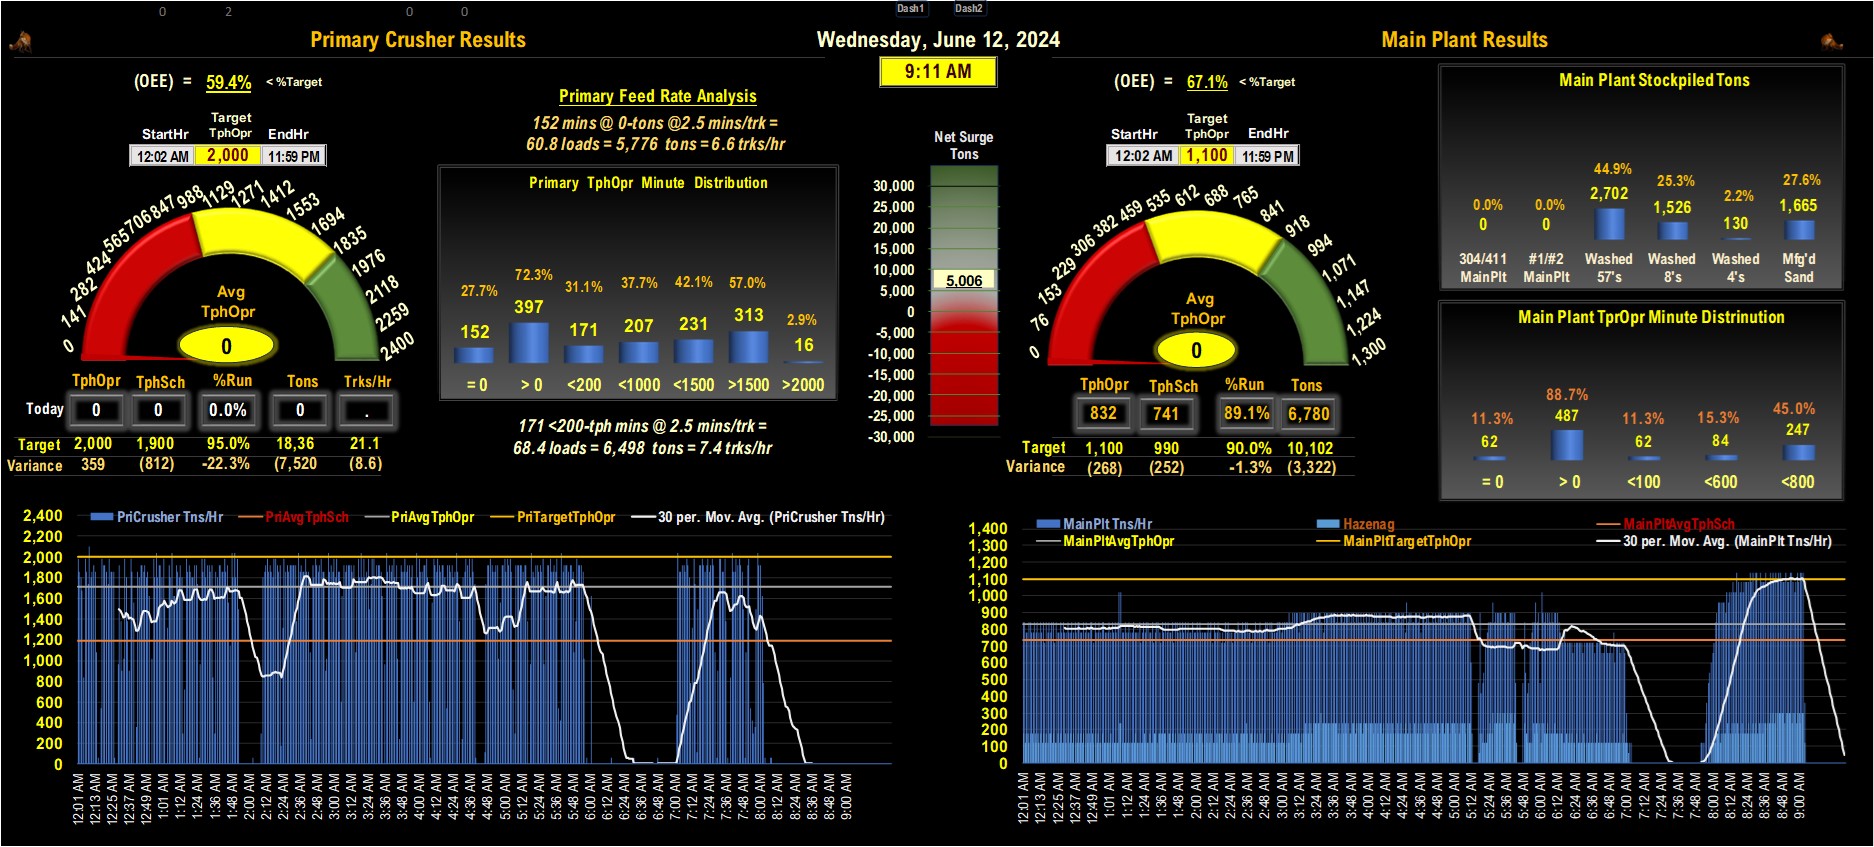 0 2 0 0 Dash1 Dash2
Primary Crusher Results
Wednesday, June 12, 2024
Main Plant Results
9:11 AM
(OEE) = 59.4% < %Target
StartHr Target TphOpr EndHr
12:02 AM 2,000 11:59 PM
0 141 282 424 565 706 847 988 1129 1271 1412 1553 1694 1835 1976 2118 2259 2400
Avg
TphOpr
0
TphOpr TphSch %Run Tons Trks/Hr
Today 0 0 0.0% 0 .
Target 2,000 1,900 95.0% 18,36 21.1
Variance 359 (812) -22.3% (7,520 (8.6)
Primary Feed Rate Analysis
152 mins @ 0-tons @2.5 mins/trk =
60.8 loads = 5,776 tons = 6.6 trks/hr
Primary TphOpr Minute Distribution
27.7% 72.3% 31.1% 37.7% 42.1% 57.0% 2.9%
152 397 171 207 231 313 16
= 0 > 0 <200 <1000 <1500 >1500 >2000
171 <200-tph mins @ 2.5 mins/trk =
68.4 loads = 6,498 tons = 7.4 trks/hr
Net Surge
Tons
30,000
25,000
20,000
15,000
10,000
5,006
5,000
0
-5,000
-10,000
-15,000
-20,000
-25,000
-30,000
(OEE) = 67.1% < %Target
StartHr Target TphOpr EndHr
12:02 AM 1,100 11:59 PM
0 76 153 229 306 382 459 535 612 688 765 841 918 994 1,071 1,147 1,224 1,300
Avg
TphOpr
0
TphOpr TphSch %Run Tons
832 741 89.1% 6,780
Target 1,100 990 90.0% 10,102
Variance (268) (252) -1.3% (3,322)
Main Plant Stockpiled Tons
0.0% 0.0% 44.9% 25.3% 2.2% 27.6%
0 0 2,702 1,526 130 1,665
304/411 #1/#2 Washed Washed Washed Mfg'd
MainPlt MainPlt 57's 8's 4's Sand
Main Plant TprOpr Minute Distrinution
11.3% 88.7% 11.3% 15.3% 45.0%
62 487 62 84 247
= 0 > 0 <100 <600 <800
PriCrusher Tns/Hr PriAvgTphSch PriAvgTphOpr PriTargetTphOpr 30 per. Mov. Avg. (PriCrusher Tns/Hr)
2,400
2,200
2,000
1,800
1,600
1,400
1,200
1,000
800
600
400
200
0
12:01 AM 12:13 AM 12:25 AM 12:37 AM 12:49 AM 1:01 AM 1:12 AM 1:24 AM 1:36 AM 1:48 AM 2:00 AM 2:12 AM 2:24 AM 2:36 AM 2:48 AM 3:00 AM 3:12 AM 3:24 AM 3:36 AM 3:48 AM 4:00 AM 4:12 AM 4:24 AM 4:36 AM 4:48 AM 5:00 AM 5:12 AM 5:24 AM 5:36 AM 5:48 AM 6:00 AM 6:12 AM 6:24 AM 6:36 AM 6:48 AM 7:00 AM 7:12 AM 7:24 AM 7:36 AM 7:48 AM 8:00 AM 8:12 AM 8:24 AM 8:36 AM 8:48 AM 9:00 AM
MainPlt Tns/Hr Hazenag MainPltAvgTphSch
MainPltAvgTphOpr MainPltTargetTphOpr 30 per. Mov. Avg. (MainPlt Tns/Hr)
1,400
1,300
1,200
1,100
1,000
900
800
700
600
500
400
300
200
100
0
12:01 AM 12:13 AM 12:25 AM 12:37 AM 12:49 AM 1:01 AM 1:12 AM 1:24 AM 1:36 AM 1:48 AM 2:00 AM 2:12 AM 2:24 AM 2:36 AM 2:48 AM 3:00 AM 3:12 AM 3:24 AM 3:36 AM 3:48 AM 4:00 AM 4:12 AM 4:24 AM 4:36 AM 4:48 AM 5:00 AM 5:12 AM 5:24 AM 5:36 AM 5:48 AM 6:00 AM 6:12 AM 6:24 AM 6:36 AM 6:48 AM 7:00 AM 7:12 AM 7:24 AM 7:36 AM 7:48 AM 8:00 AM 8:12 AM 8:24 AM 8:36 AM 8:48 AM 9:00 AM